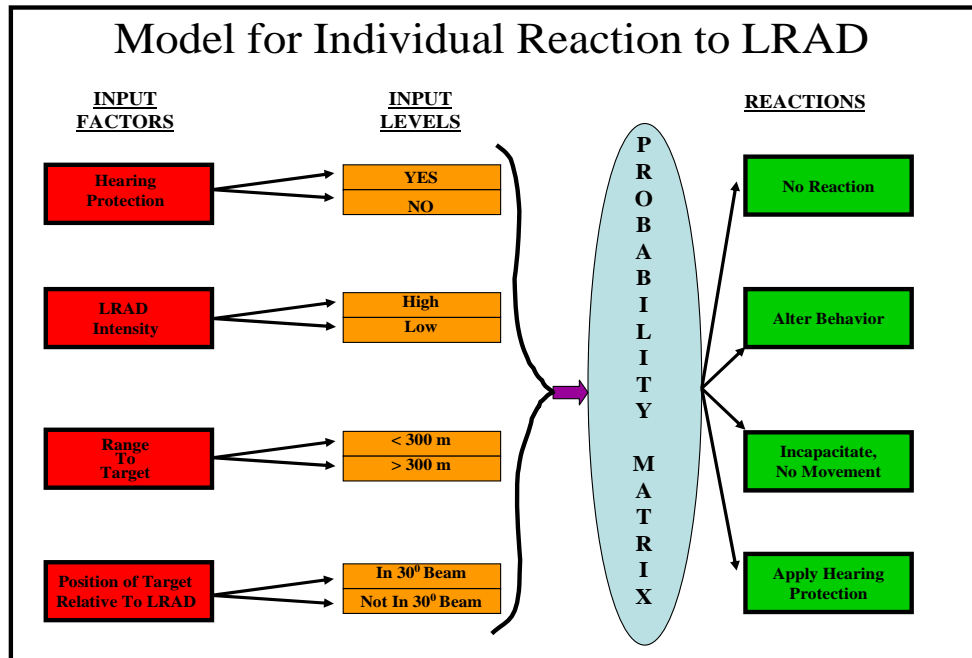 Model for Individual Reaction to LRAD
INPUT
FACTORS
INPUT
LEVELS
REACTIONS
Hearing
Protection
YES
NO
LRAD
Intensity
High
Low
Range
To
Target
< 300 m
> 300 m
Position of Target
Relative To LRAD
In 30⁰ Beam
Not In 30⁰ Beam
PROBABILITY MATRIX
No Reaction
Alter Behavior
Incapacitate,
No Movement
Apply Hearing
Protection